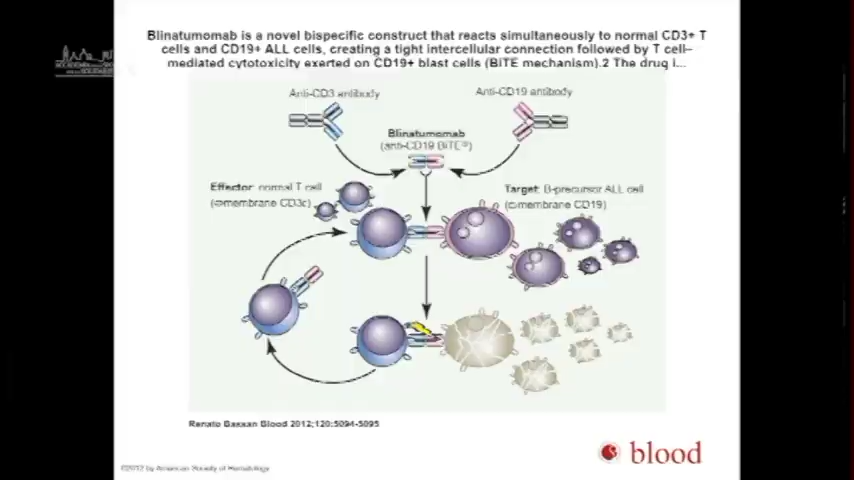 Blinatumomab is a novel bispecific construct that reacts simultaneously to normal CD3+ T
cells and CD19+ ALL cells, creating a tight intercellular connection followed by T cell–
mediated cytotoxicity exerted on CD19+ blast cells (BiTE mechanism).2 The drug i...
Anti-CD3 antibody
Anti-CD19 antibody
Blinatumomab
(anti-CD19 BiTE®)
Effector: normal T cell
membrane CD3
Target: B-precursor ALL cell
membrane CD19)
Renato Bassan Blood 2012;120:5094-5095
blood
©2012 by American Society of Hematology